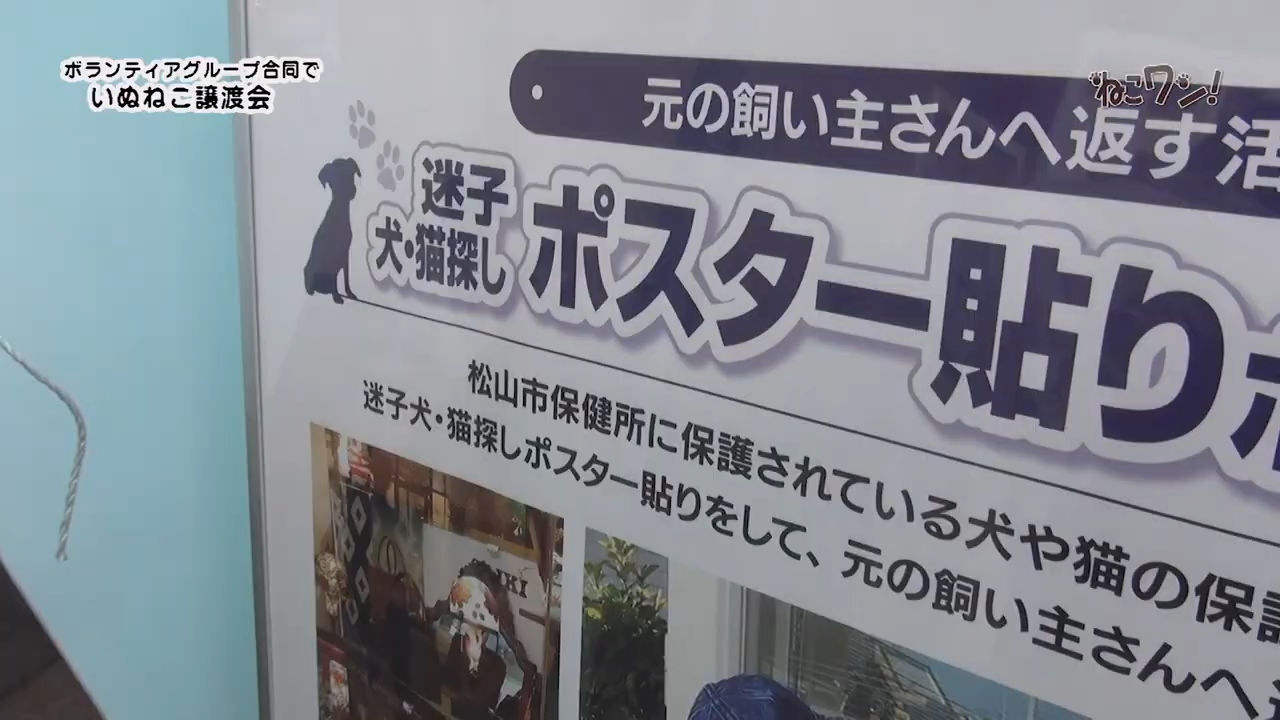 ボランティアグループ合同で
いぬねこ譲渡会
ねこワン!
元の飼い主さんへ返す活
迷子
犬・猫探し
ポスター貼り
松山市保健所に保護されている犬や猫の保護
迷子犬・猫探しポスター貼りをして、元の飼い主さんへ